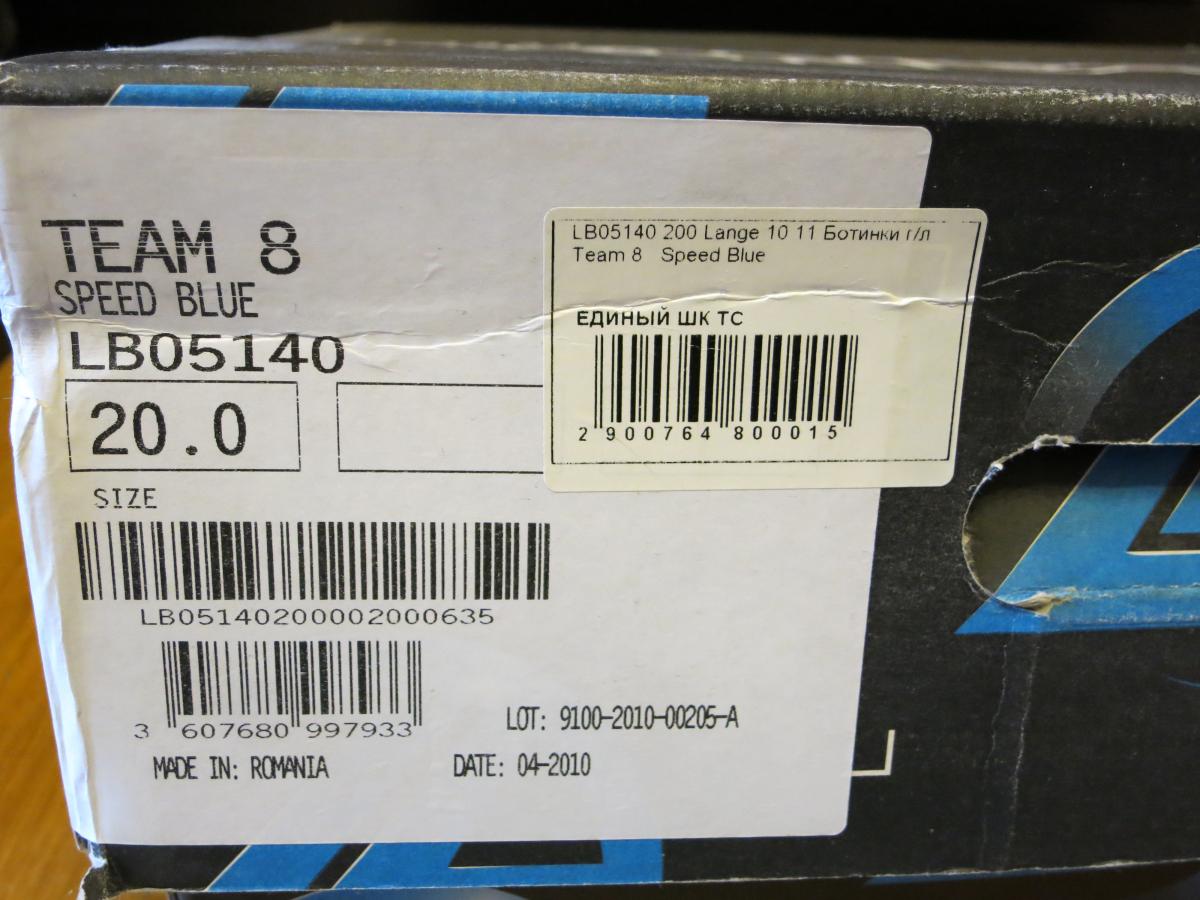 TEAM 8
SPEED BLUE
LB05140
20.0
SIZE
LB051402000002000635
3 607680 997933
LOT: 9100-2010-00205-A
MADE IN: ROMANIA
DATE: 04-2010
LB05140 200 Lange 10 11 Ботинки г/л
Team 8 Speed Blue
ЕДИНЫЙ ШК ТС
2 900764 800015